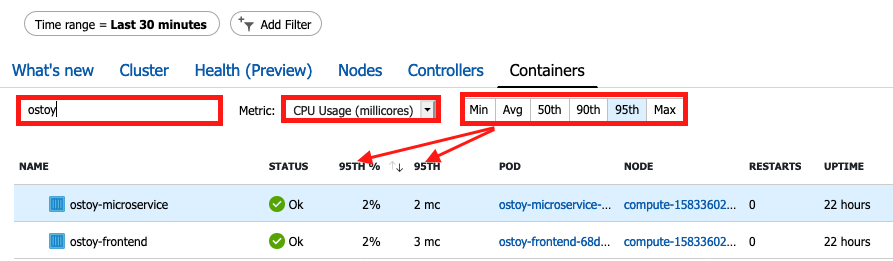 Time range = Last 30 minutes Add Filter
What's new Cluster Health (Preview) Nodes Controllers Containers
ostoy Metric: CPU Usage (millicores) Min Avg 50th 90th 95th Max
NAME STATUS 95TH % ↑↓ 95TH POD NODE RESTARTS UPTIME
ostoy-microservice Ok 2% 2 mc ostoy-microservice-... compute-15833602... 0 22 hours
ostoy-frontend Ok 2% 3 mc ostoy-frontend-68d... compute-15833602... 0 22 hours